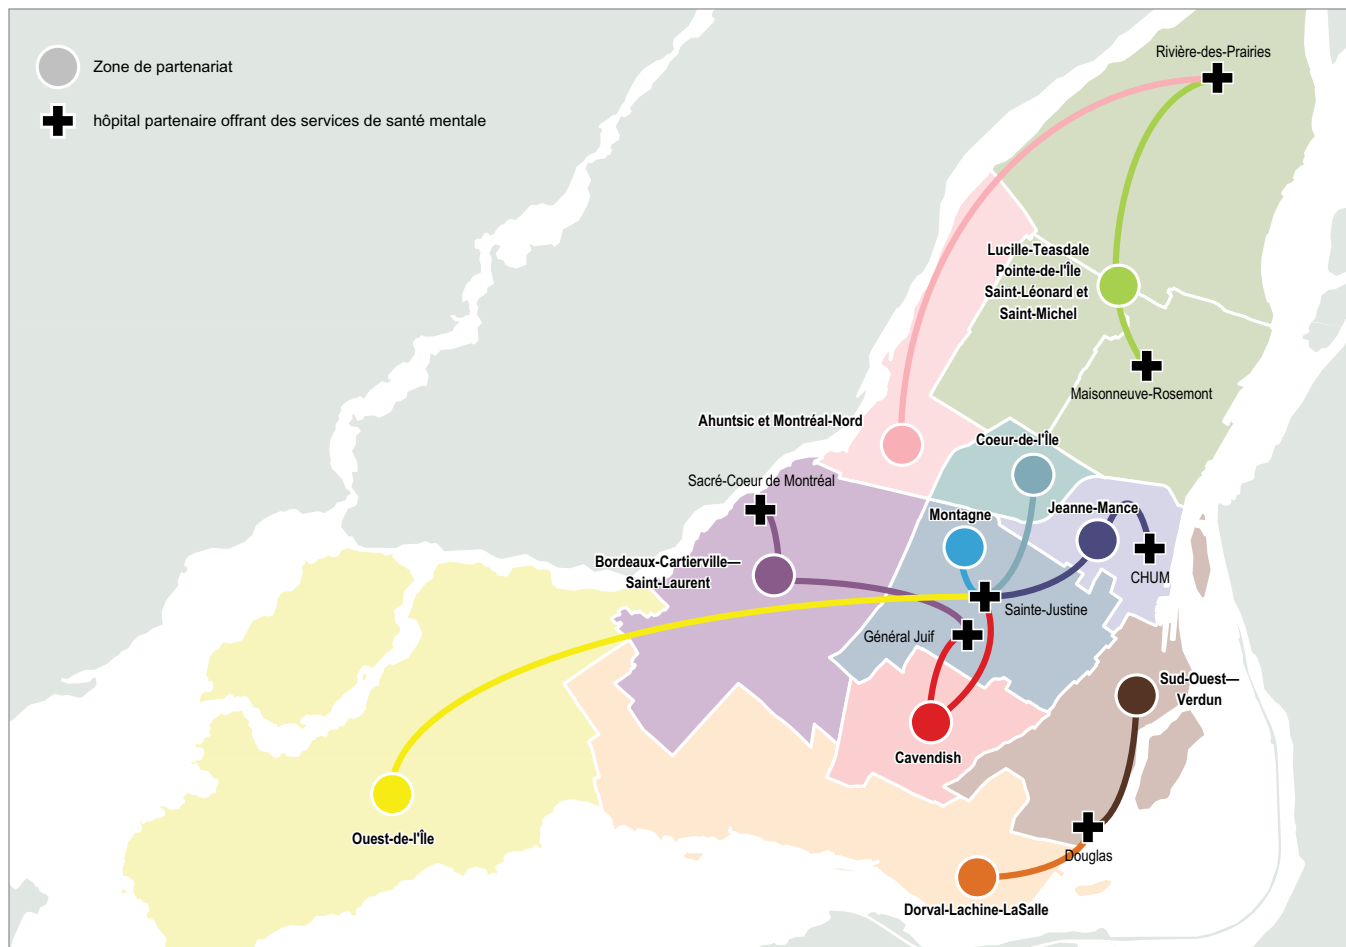 Zone de partenariat
hôpital partenaire offrant des services de santé mentale
Rivière-des-Prairies
Lucille-Teasdale
Pointe-de-l'Île
Saint-Léonard et
Saint-Michel
Maisonneuve-Rosemont
Ahuntsic et Montréal-Nord
Coeur-de-l'Île
Sacré-Coeur de Montréal
Montagne
Jeanne-Mance
Bordeaux-Cartierville—
Saint-Laurent
CHUM
Sainte-Justine
Général Juif
Sud-Ouest—
Verdun
Cavendish
Ouest-de-l'Île
Douglas
Dorval-Lachine-LaSalle